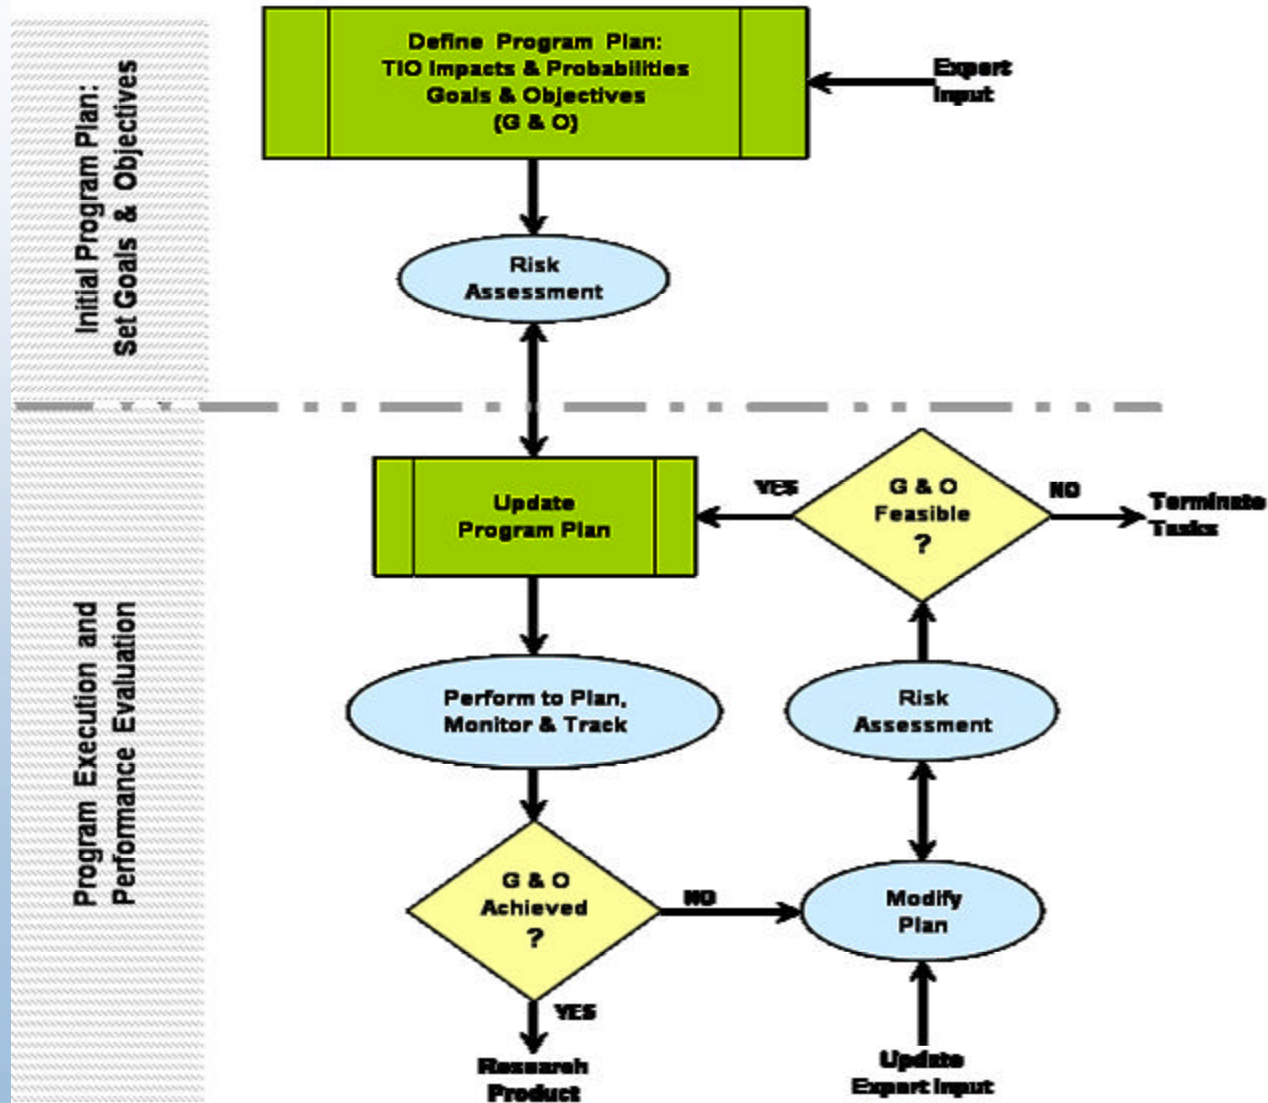 Initial Program Plan:
Set Goals & Objectives
Define Program Plan:
TIO Impacts & Probabilities
Goals & Objectives
(G & O)
Expert
Input
Risk
Assessment
Program Execution and
Performance Evaluation
Update
Program Plan
YES
G & O
Feasible
?
NO
Terminate
Tasks
Perform to Plan,
Monitor & Track
Risk
Assessment
G & O
Achieved
?
NO
Modify
Plan
YES
Research
Product
Update
Expert Input